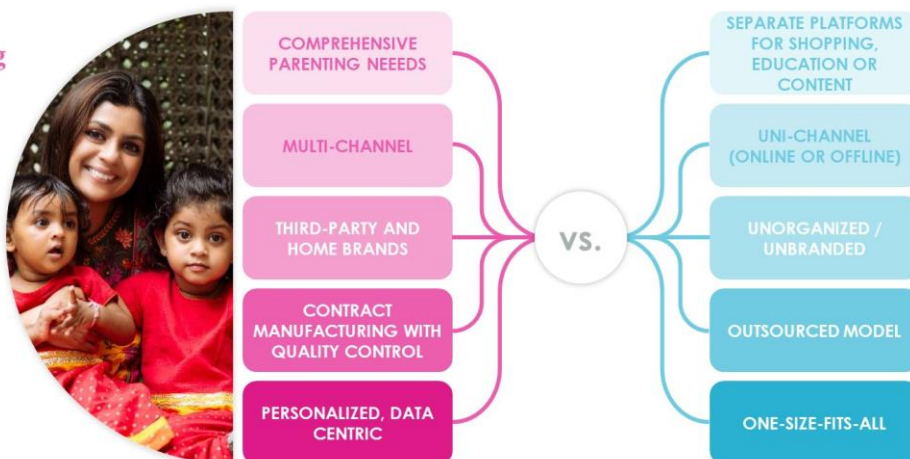 g
COMPREHENSIVE
PARENTING NEEEDS
MULTI-CHANNEL
THIRD-PARTY AND
HOME BRANDS
CONTRACT
MANUFACTURING WITH
QUALITY CONTROL
PERSONALIZED, DATA
CENTRIC
vs.
SEPARATE PLATFORMS
FOR SHOPPING,
EDUCATION OR
CONTENT
UNI-CHANNEL
(ONLINE OR OFFLINE)
UNORGANIZED /
UNBRANDED
OUTSOURCED MODEL
ONE-SIZE-FITS-ALL